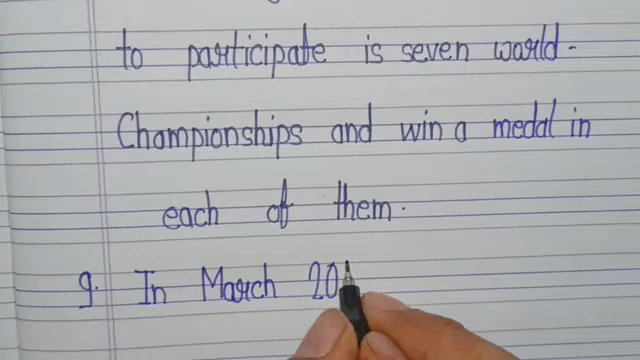 to participate is seven world-
Championships and win a medal in
each of them.
9. In March 20